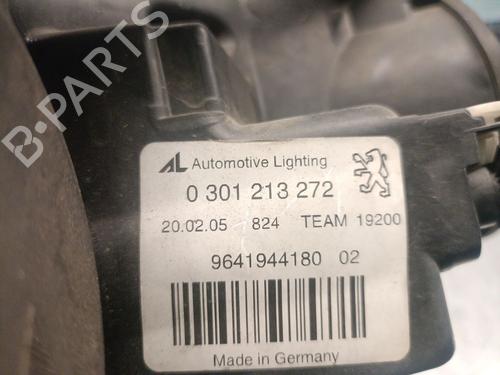 B-PARTS
AL Automotive Lighting
0 301 213 272
20.02.05 824 TEAM 19200
9641944180 02
Made in Germany